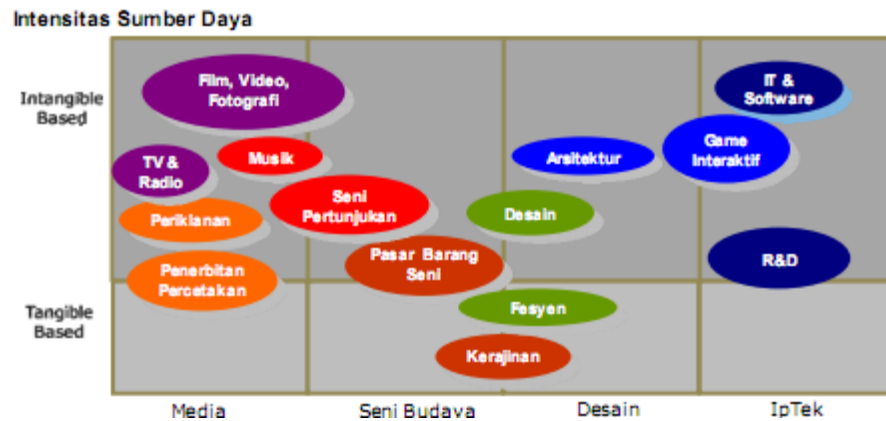 Intensitas Sumber Daya
Intangible
Based
Film, Video,
Fotografi
IT &
Software
TV &
Radio
Musik
Arsitektur
Game
Interaktif
Periklanan
Seni
Pertunjukan
Desain
Penerbitan
Percetakan
Pasar Barang
Seni
R&D
Tangible
Based
Fesyen
Kerajinan
Media
Seni Budaya
Desain
IpTek